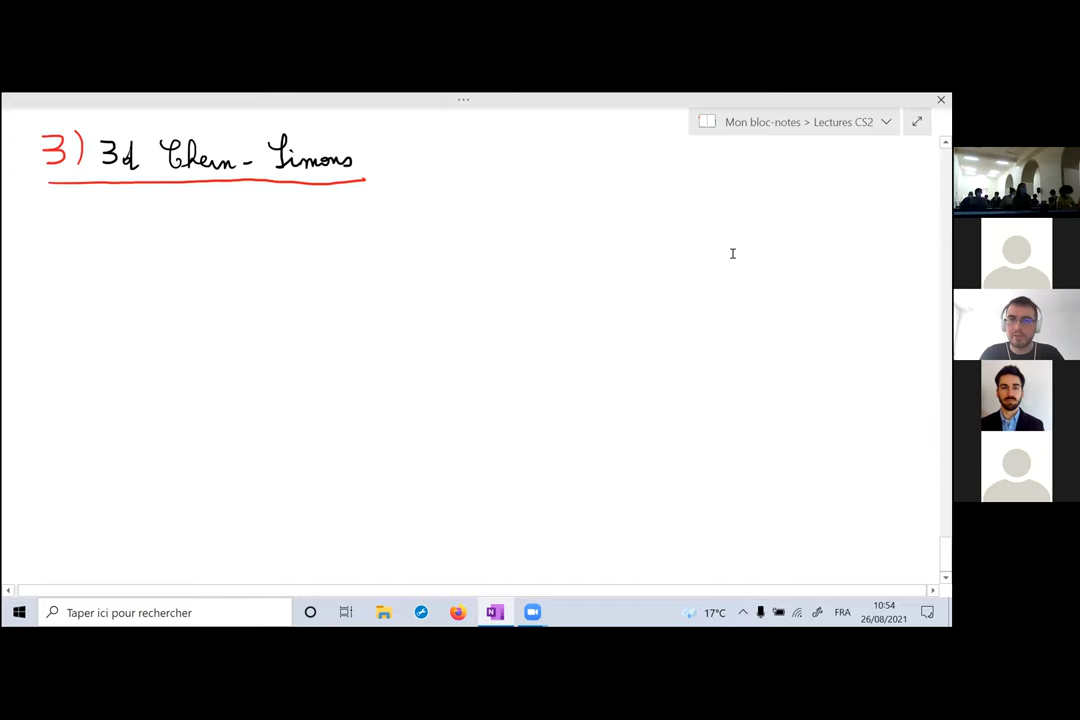 Mon bloc-notes > Lectures CS2
3) 3d Chern - Simons
Taper ici pour rechercher
17°C
FRA
10:54
26/08/2021